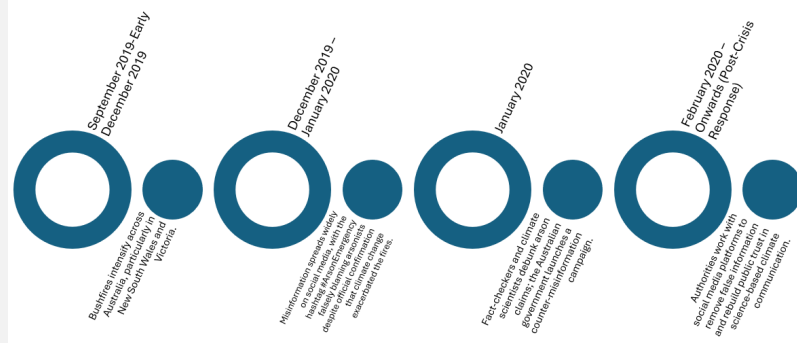 September 2019-Early
December 2019
Bushfires intensify across
Australia, particularly in
New South Wales and
Victoria.
December 2019 –
January 2020
Misinformation spreads widely
on social media, with the
hashtag #ArsonEmergency
falsely blaming arsonists
despite official confirmation
that climate change
exacerbated the fires.
January 2020
Fact-checkers and climate
scientists debunk arson
claims; the Australian
government launches a
counter-misinformation
campaign.
February 2020 –
Onwards (Post-Crisis
Response)
Authorities work with
social media platforms to
remove false information
and rebuild public trust in
science-based climate
communication.